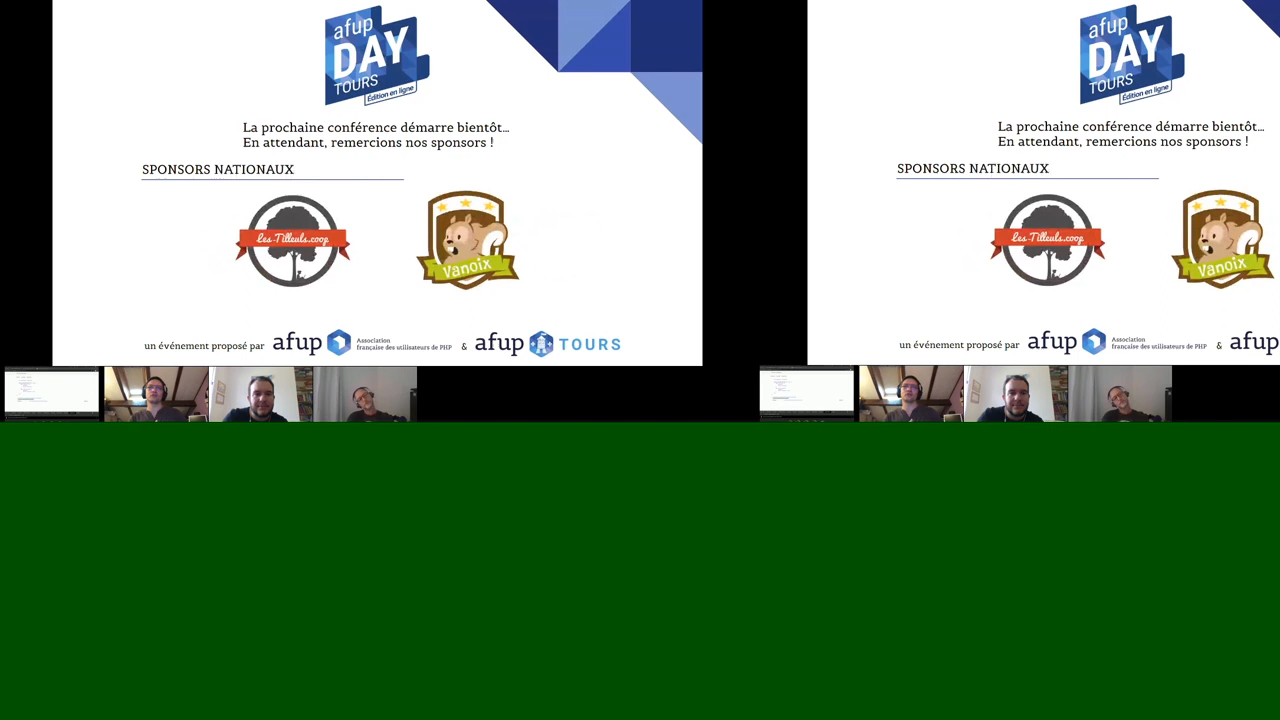 afup
DAY
TOURS
Édition en ligne
La prochaine conférence démarre bientôt...
En attendant, remercions nos sponsors !
SPONSORS NATIONAUX
Les-Tilleuls.coop
Vanoix
un événement proposé par afup Association française des utilisateurs de PHP & afup TOURS
afup
DAY
TOURS
Édition en ligne
La prochaine conférence démarre bientôt...
En attendant, remercions nos sponsors !
SPONSORS NATIONAUX
Les-Tilleuls.coop
Vanoix
un événement proposé par afup Association française des utilisateurs de PHP & afup